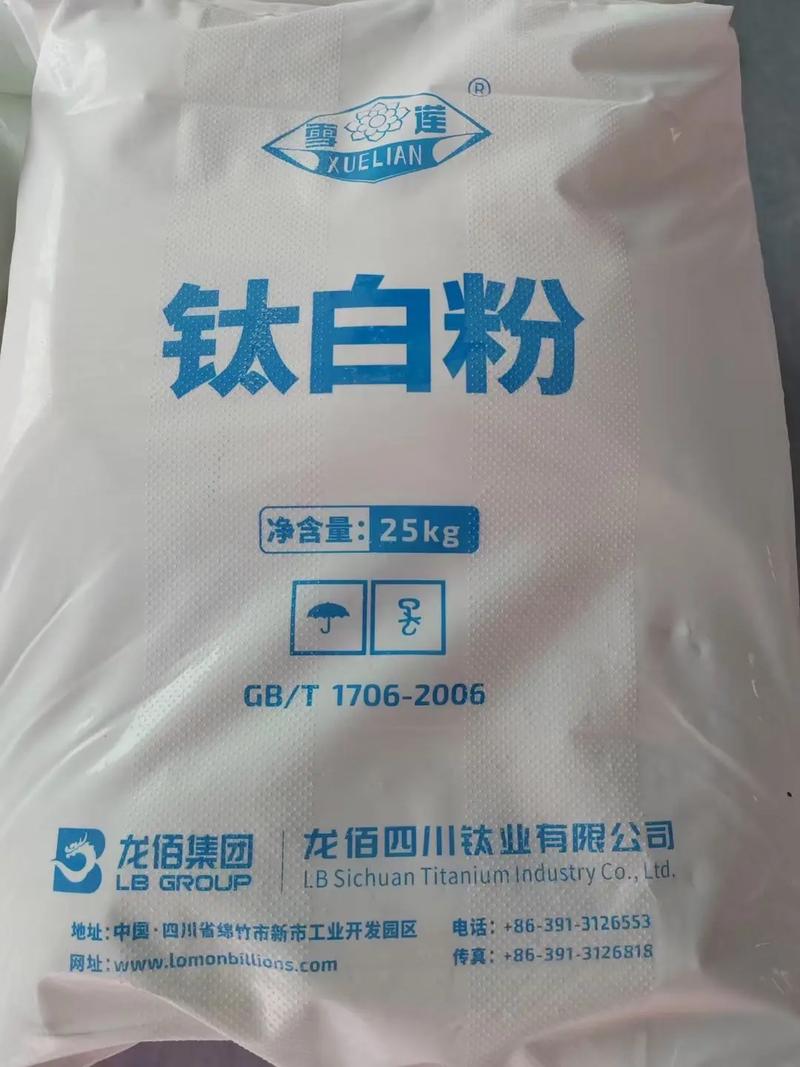 ®
雪莲
XUELIAN
钛白粉
净含量：25kg
GB/T 1706-2006
龙佰集团
LB GROUP
龙佰四川钛业有限公司
LB Sichuan Titanium Industry Co., Ltd.
地址：中国·四川省绵竹市新市工业开发园区 电话：+86-391-3126553
网址：www.lomonbillions.com 传真：+86-391-3126818